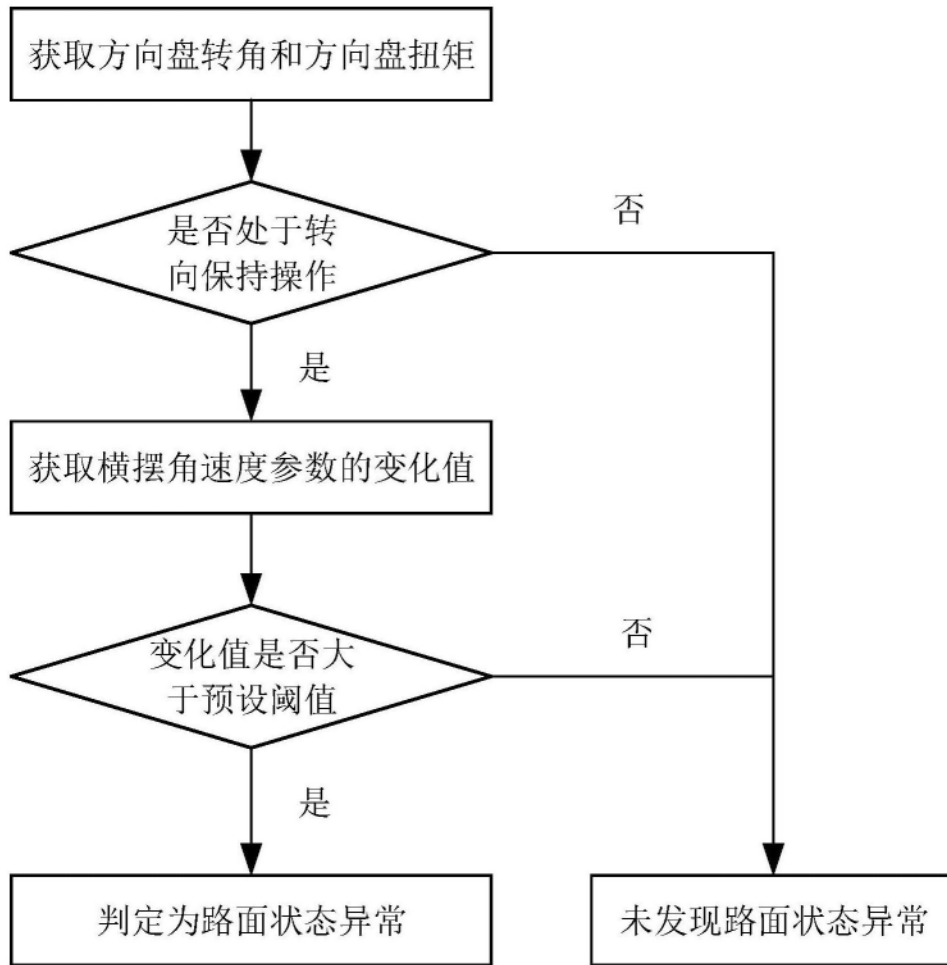 获取方向盘转角和方向盘扭矩
是否处于转
向保持操作
否
是
获取横摆角速度参数的变化值
变化值是否大
于预设阈值
否
是
判定为路面状态异常
未发现路面状态异常